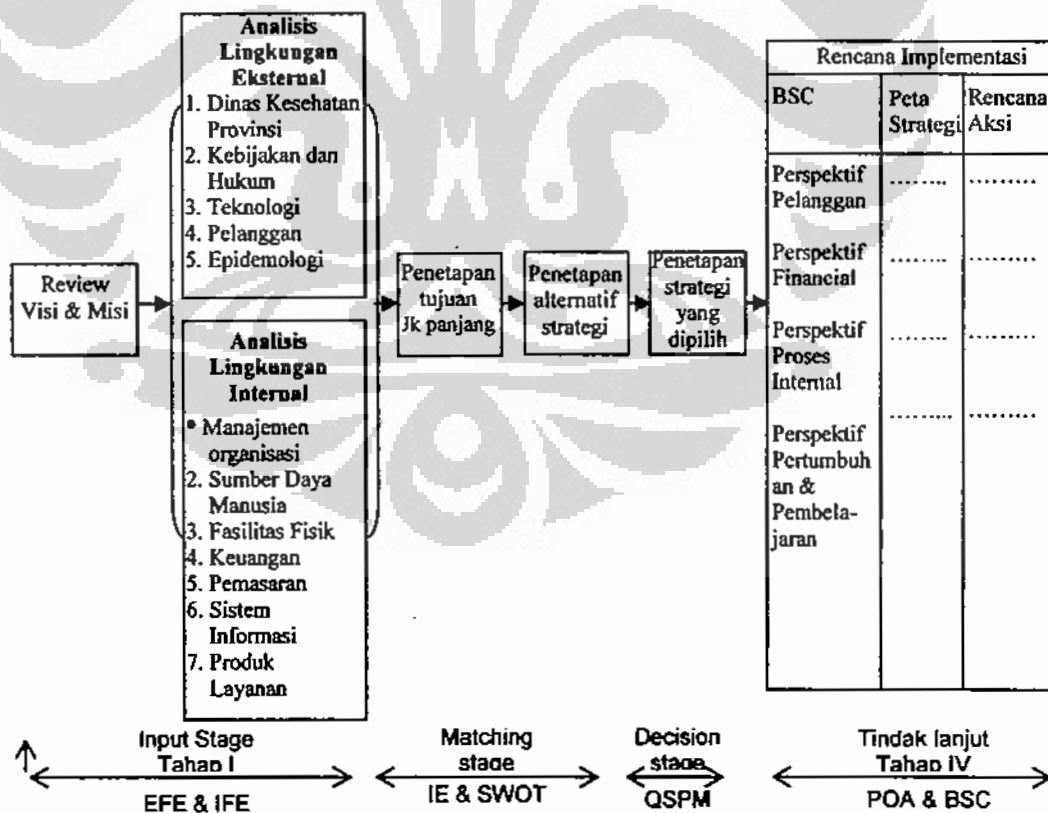 Review
Visi & Misi
Analisis
Lingkungan
Eksternal
1. Dinas Kesehatan
Provinsi
2. Kebijakan dan
Hukum
3. Teknologi
4. Pelanggan
5. Epidemologi
Analisis
Lingkungan
Internal
• Manajemen
organisasi
2. Sumber Daya
Manusia
3. Fasilitas Fisik
4. Keuangan
5. Pemasaran
6. Sistem
Informasi
7. Produk
Layanan
Penetapan
tujuan
Jk panjang
Penetapan
alternatif
strategi
Penetapan
strategi
yang
dipilih
Rencana Implementasi
BSC
Peta
Strategi
Rencana
Aksi
Perspektif
Pelanggan
........ .........
Perspektif
Financial
........ .........
Perspektif
Proses
Internal
........ .........
Perspektif
Pertumbuh
an &
Pembela-
jaran
........ .........
Input Stage
Tahap I
EFE & IFE
Matching
stage
IE & SWOT
Decision
stage
QSPM
Tindak lanjut
Tahap IV
POA & BSC